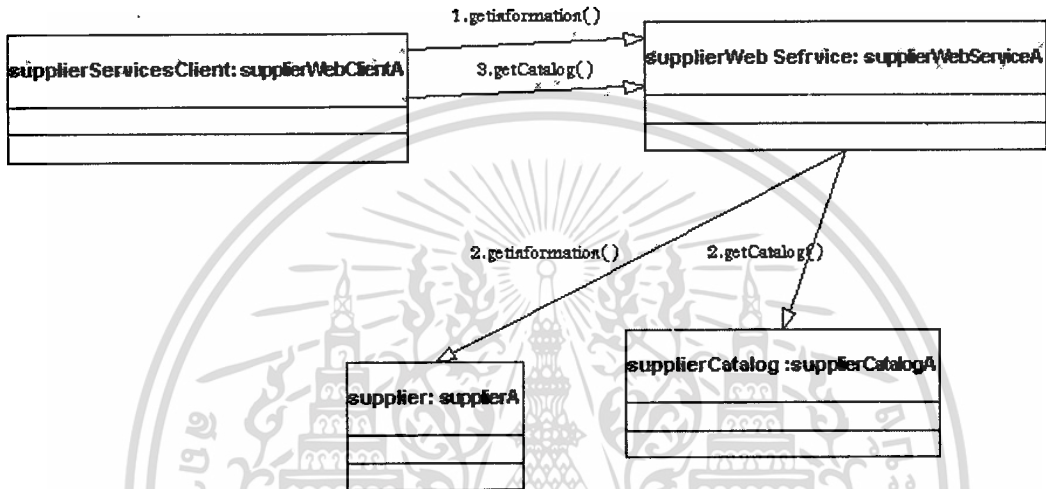 1.getinformation()
supplierServicesClient: supplierWebClientA
supplierWeb Sefrvice: supplierWebServiceA
3.getCatalog()
2.getinformation()
2.getCatalog()
supplierCatalog :supplierCatalogA
supplier: supplierA